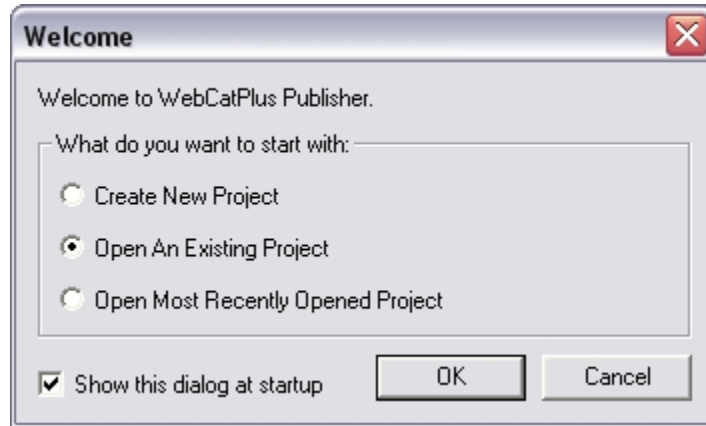 Welcome
Welcome to WebCatPlus Publisher.
What do you want to start with:
Create New Project
Open An Existing Project
Open Most Recently Opened Project
Show this dialog at startup
OK
Cancel